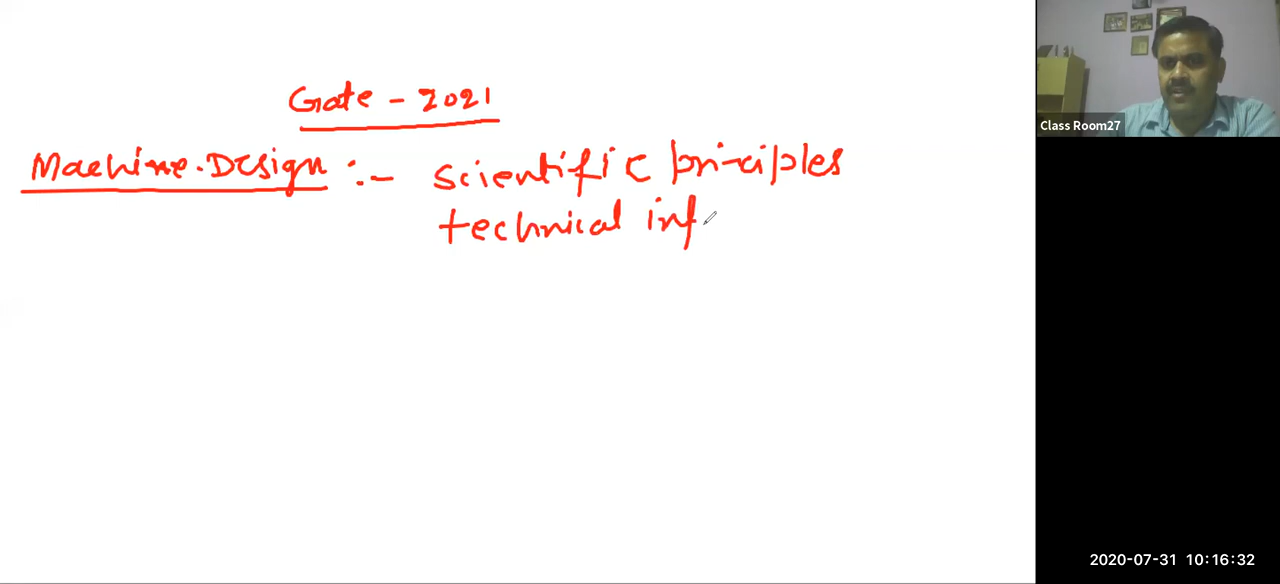 Gate - 2021
Machine.Design :- scientific principles
technical inf
Class Room27
2020-07-31 10:16:32